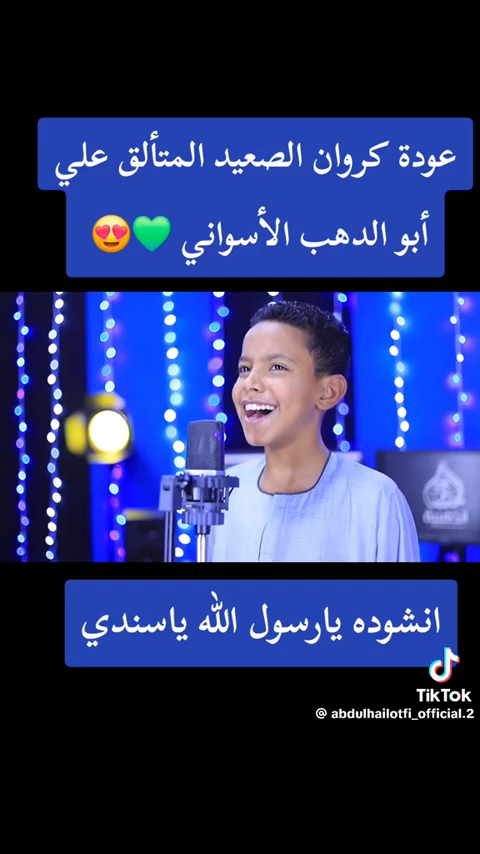 عودة كروان الصعيد المتألق علي
أبو الدهب الأسواني 💚😍
انشوده يارسول الله ياسندي
TikTok
@ abdulhailotfi_official.2